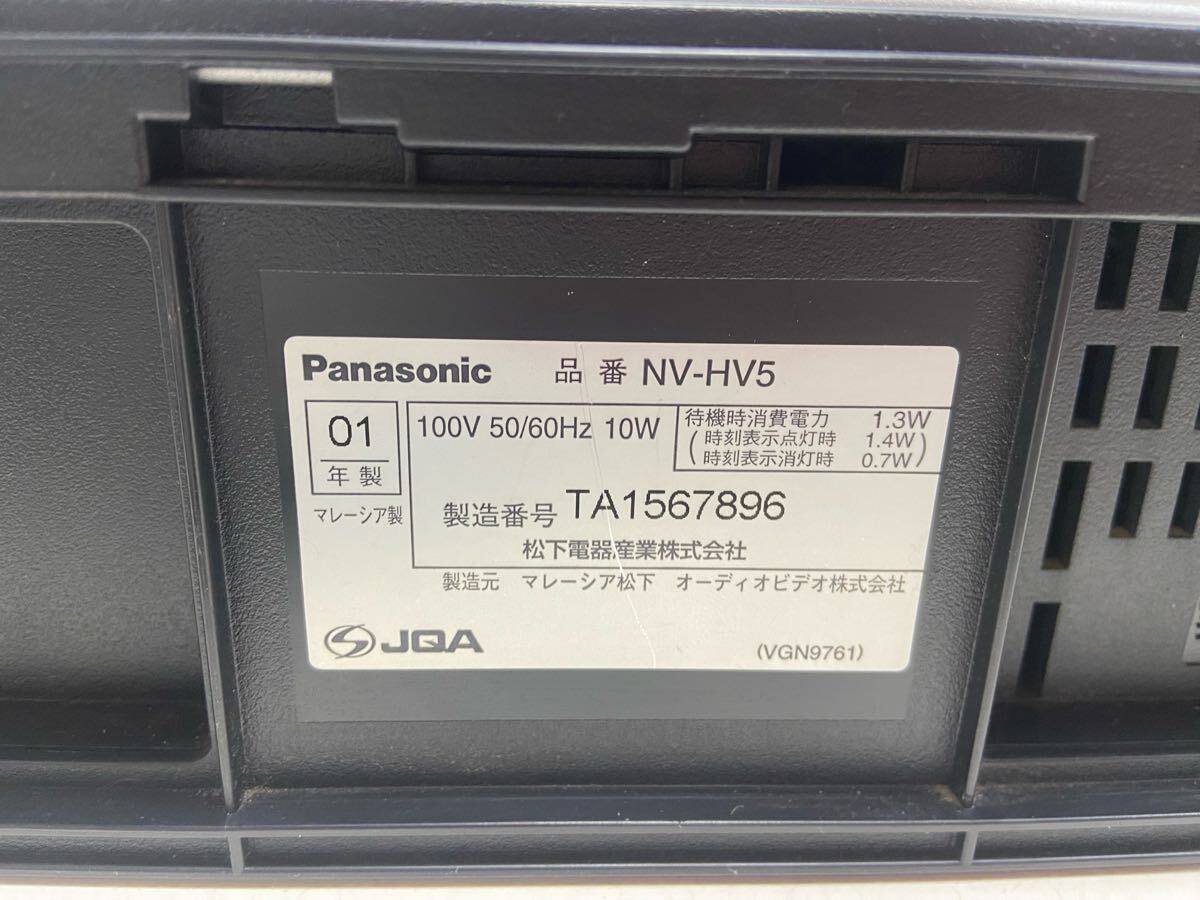 Panasonic 品番 NV-HV5
01
年製
マレーシア製
100V 50/60Hz 10W
待機時消費電力 1.3W
(時刻表示点灯時 1.4W
時刻表示消灯時 0.7W)
製造番号 TA1567896
松下電器産業株式会社
製造元 マレーシア松下 オーディオビデオ株式会社
JQA
(VGN9761)